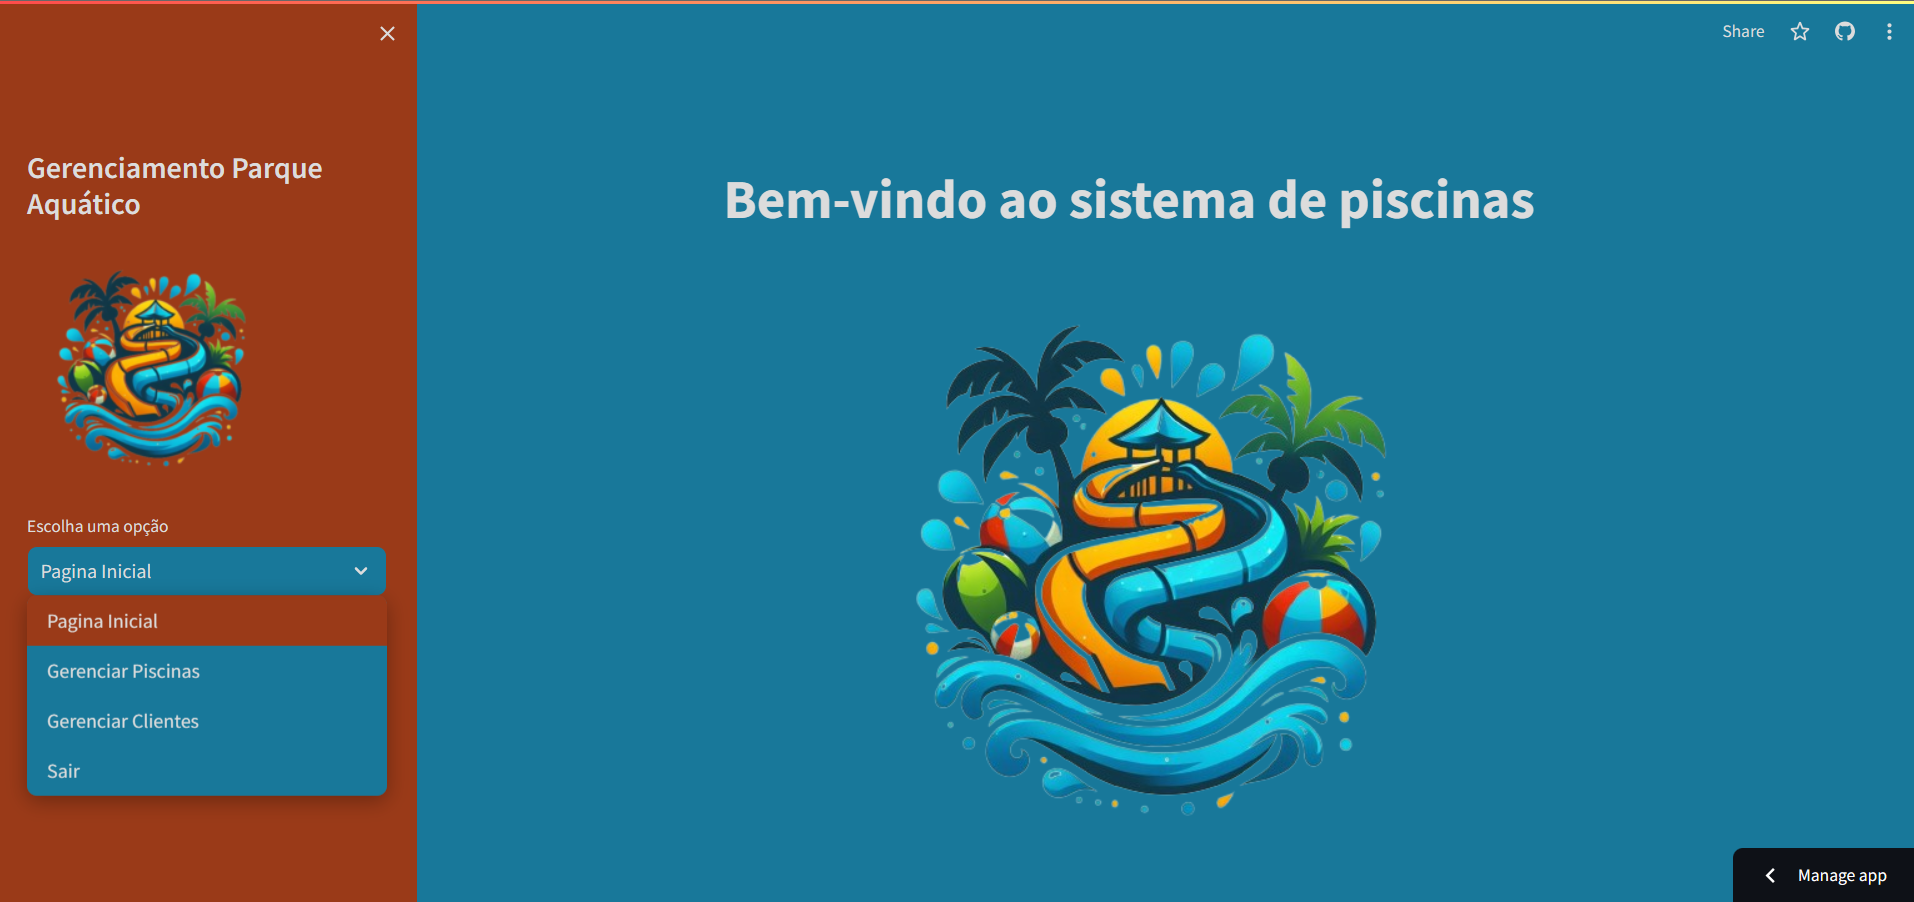 Gerenciamento Parque
Aquático
Escolha uma opção
Pagina Inicial
Pagina Inicial
Gerenciar Piscinas
Gerenciar Clientes
Sair
Share
Bem-vindo ao sistema de piscinas
Manage app